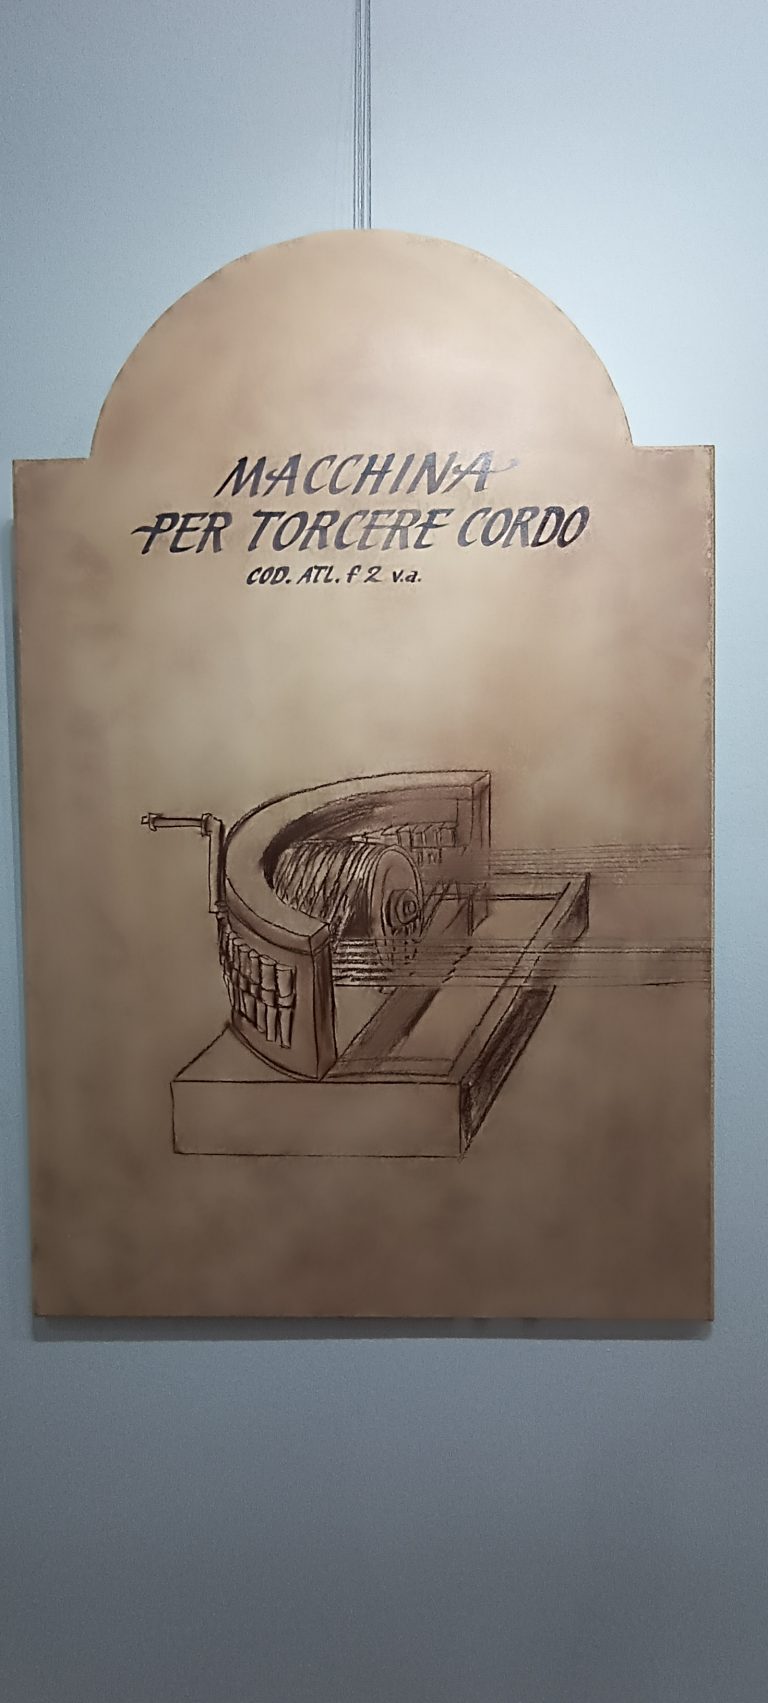 MACCHINA
PER TORCERE CORDO
COD. ATL. f 2 v.a.